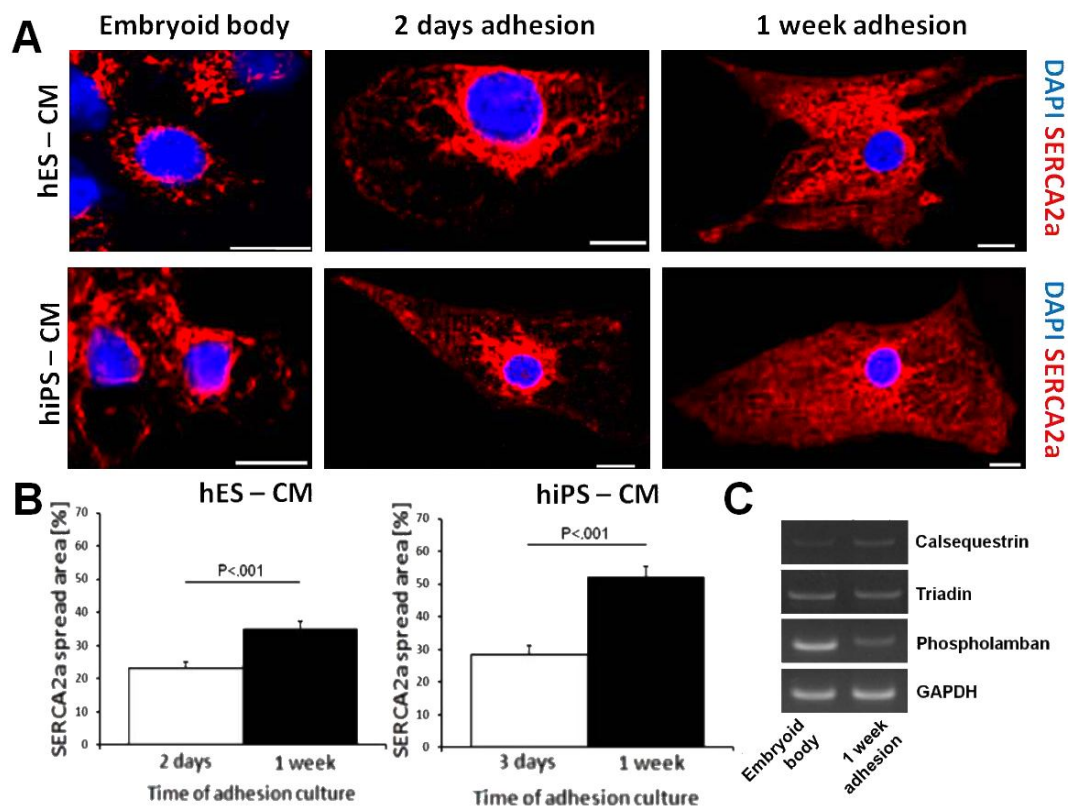 A
Embryoid body
2 days adhesion
1 week adhesion
hES – CM
DAPI SERCA2a
hiPS – CM
DAPI SERCA2a
B
hES – CM
SERCA2a spread area [%]
70
60
50
40
30
20
10
0
P<.001
2 days
1 week
Time of adhesion culture
hiPS – CM
SERCA2a spread area [%]
70
60
50
40
30
20
10
0
P<.001
3 days
1 week
Time of adhesion culture
C
Calsequestrin
Triadin
Phospholamban
GAPDH
Embryoid
body
1 week
adhesion